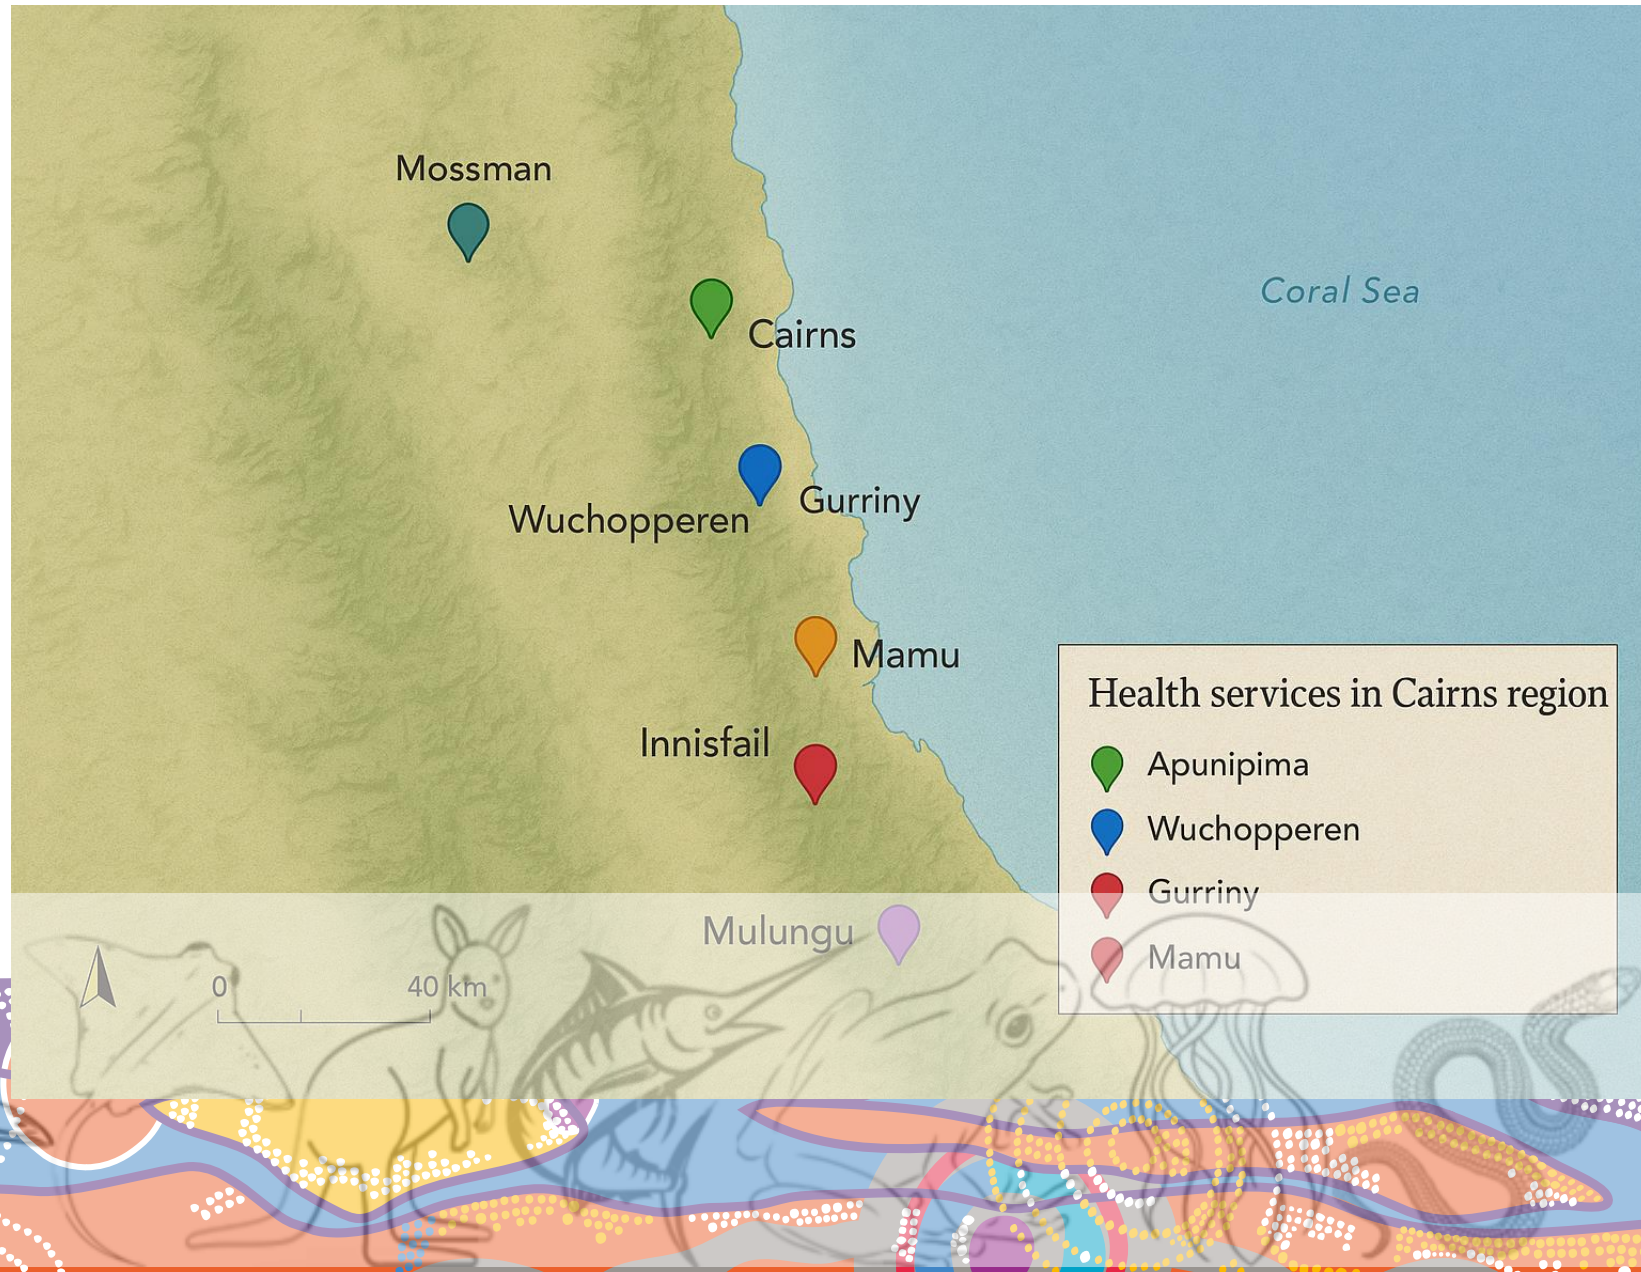 Mossman
Coral Sea
Cairns
Gurriny
Wuchopperen
Mamu
Innisfail
Mulungu
0 40 km
Health services in Cairns region
Apunipima
Wuchopperen
Gurriny
Mamu